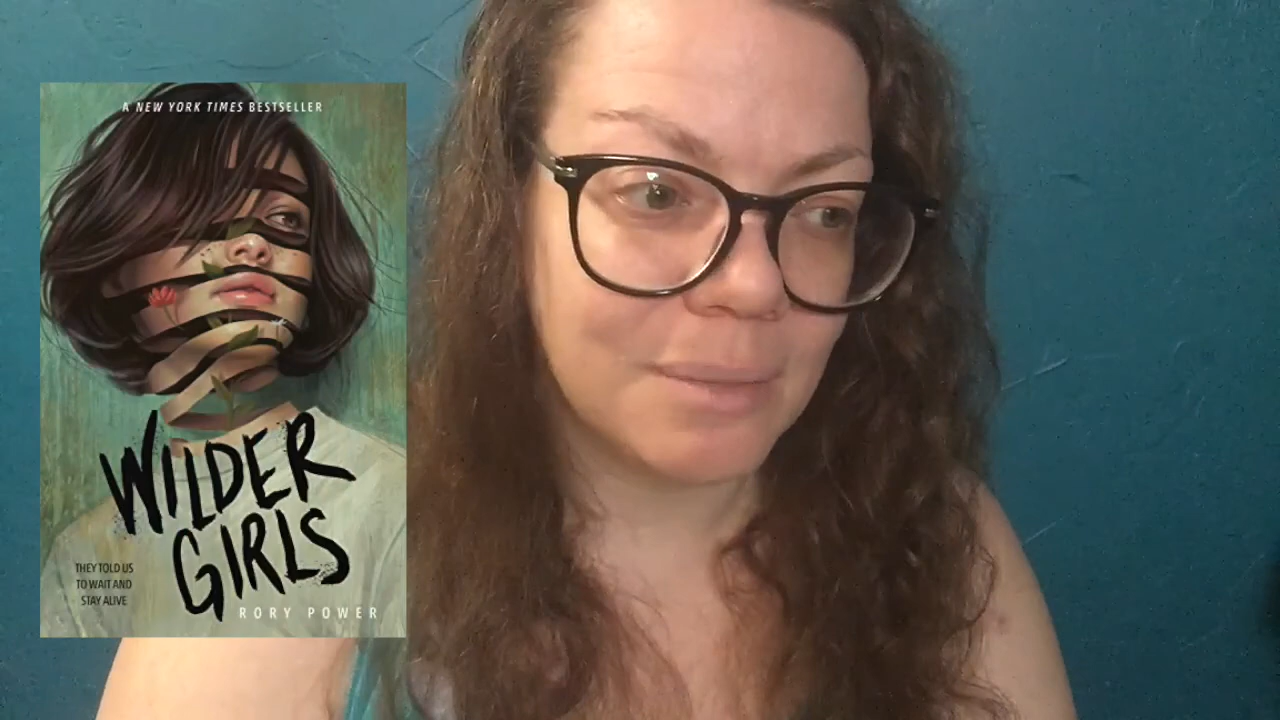 A NEW YORK TIMES BESTSELLER
WILDER
GIRLS
THEY TOLD US
TO WAIT AND
STAY ALIVE
RORY POWER